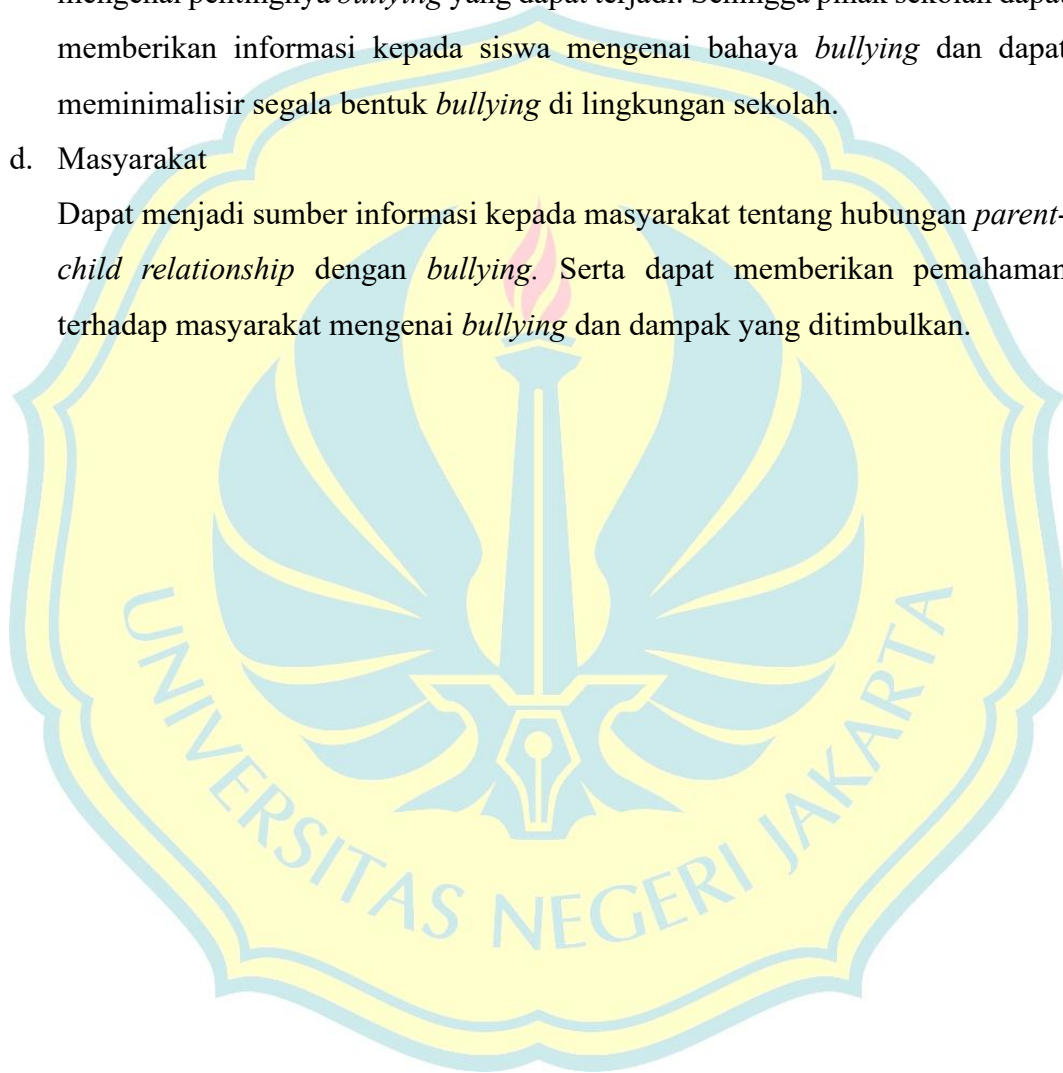 mengenai pentingnya bullying yang dapat terjadi. Sehingga pihak sekolah dapat
memberikan informasi kepada siswa mengenai bahaya bullying dan dapat
meminimalisir segala bentuk bullying di lingkungan sekolah.
d. Masyarakat
Dapat menjadi sumber informasi kepada masyarakat tentang hubungan parent-
child relationship dengan bullying. Serta dapat memberikan pemahaman
terhadap masyarakat mengenai bullying dan dampak yang ditimbulkan.
UNIVERSITAS NEGERI JAKARTA